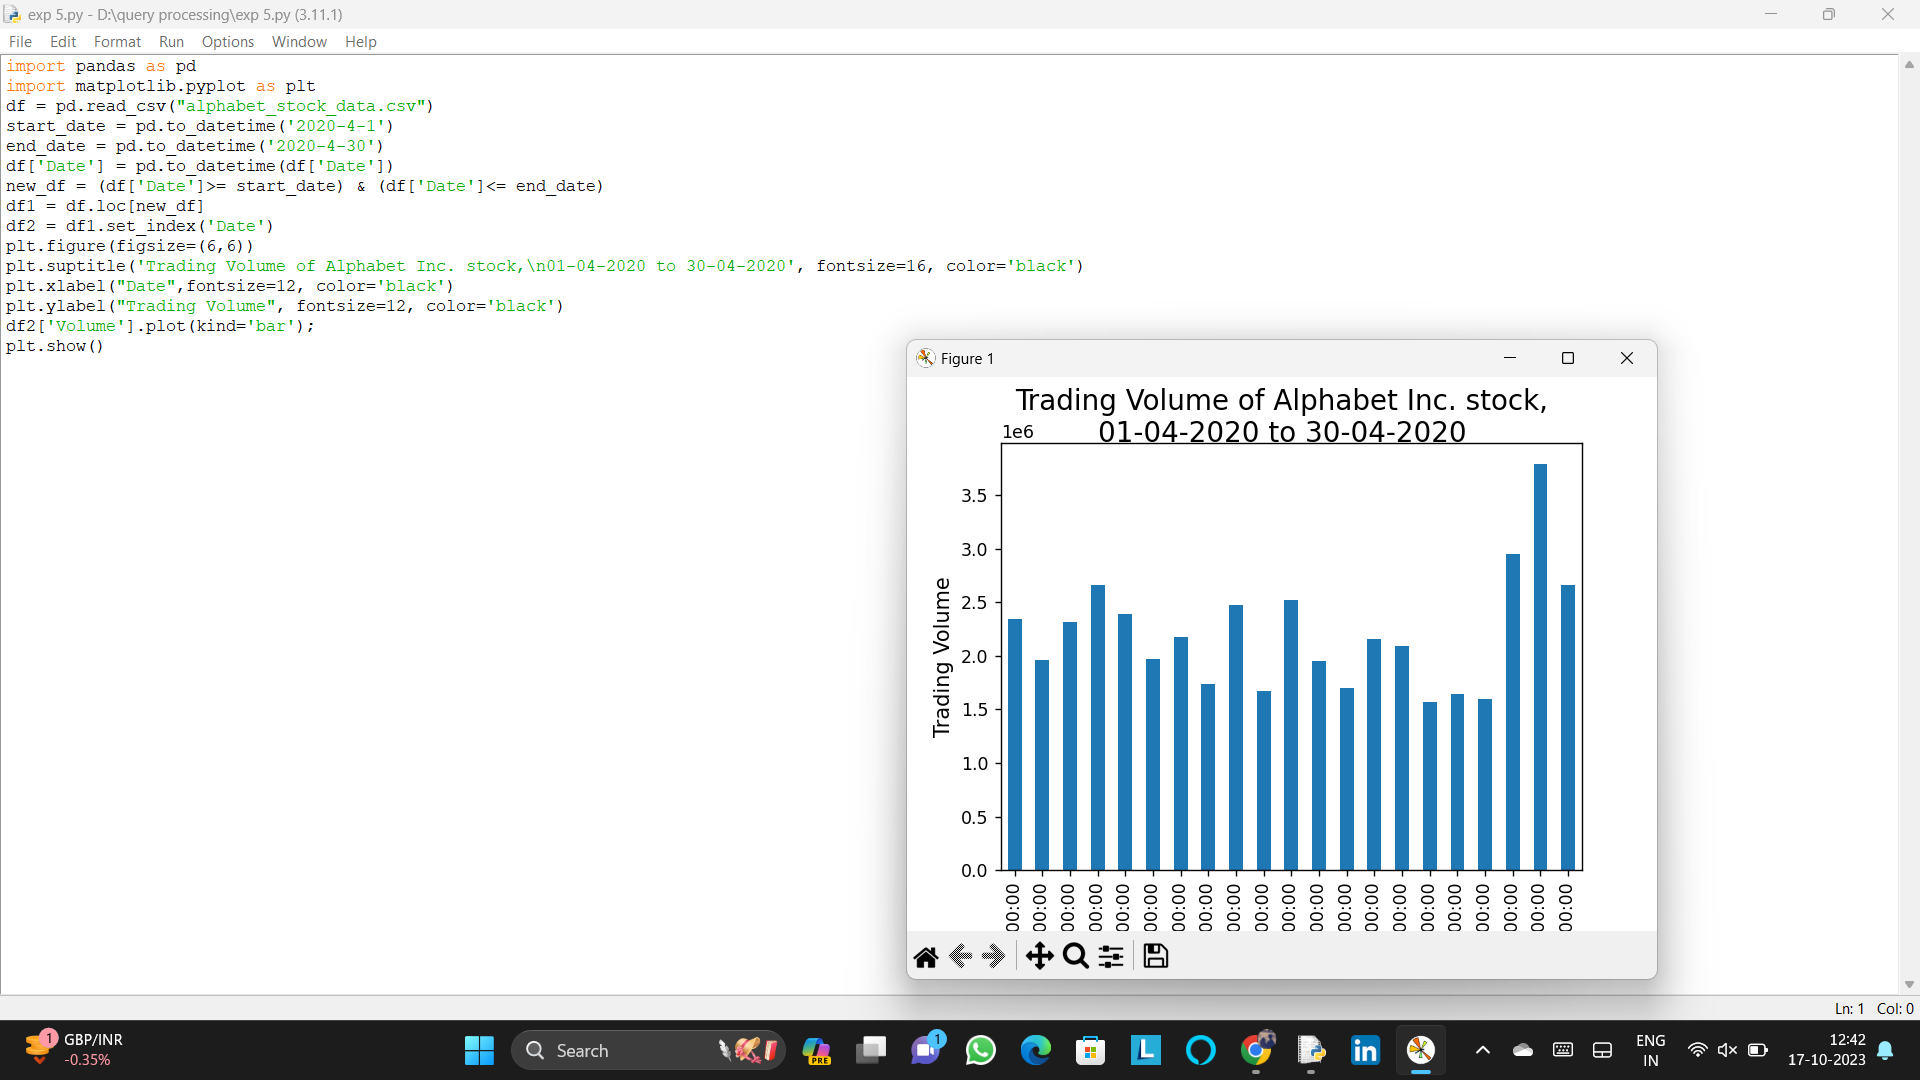 exp 5.py - D:\query processing\exp 5.py (3.11.1)
File Edit Format Run Options Window Help
import pandas as pd
import matplotlib.pyplot as plt
df = pd.read_csv("alphabet_stock_data.csv")
start_date = pd.to_datetime('2020-4-1')
end_date = pd.to_datetime('2020-4-30')
df['Date'] = pd.to_datetime(df['Date'])
new_df = (df['Date']>= start_date) & (df['Date']<= end_date)
df1 = df.loc[new_df]
df2 = df1.set_index('Date')
plt.figure(figsize=(6,6))
plt.suptitle('Trading Volume of Alphabet Inc. stock,\n01-04-2020 to 30-04-2020', fontsize=16, color='black')
plt.xlabel("Date",fontsize=12, color='black')
plt.ylabel("Trading Volume", fontsize=12, color='black')
df2['Volume'].plot(kind='bar');
plt.show()
Figure 1
Trading Volume of Alphabet Inc. stock,
01-04-2020 to 30-04-2020
1e6
3.5
3.0
2.5
2.0
1.5
1.0
0.5
0.0
Trading Volume
00:00 00:00 00:00 00:00 00:00 00:00 00:00 00:00 00:00 00:00 00:00 00:00 00:00 00:00 00:00 00:00 00:00 00:00 00:00 00:00 00:00
Ln: 1 Col: 0
1 GBP/INR
-0.35%
Search
PRE
1
L
in
ENG
IN
12:42
17-10-2023